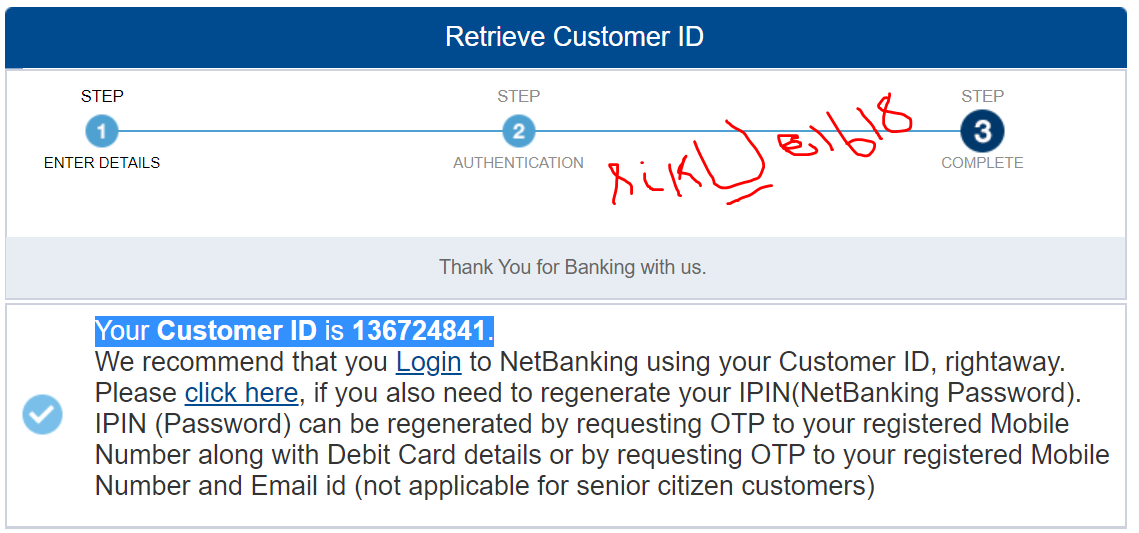 Retrieve Customer ID
STEP STEP STEP
1 2 3
ENTER DETAILS AUTHENTICATION COMPLETE
Thank You for Banking with us.
Your Customer ID is 136724841.
We recommend that you Login to NetBanking using your Customer ID, rightaway.
Please click here, if you also need to regenerate your IPIN(NetBanking Password).
IPIN (Password) can be regenerated by requesting OTP to your registered Mobile
Number along with Debit Card details or by requesting OTP to your registered Mobile
Number and Email id (not applicable for senior citizen customers)